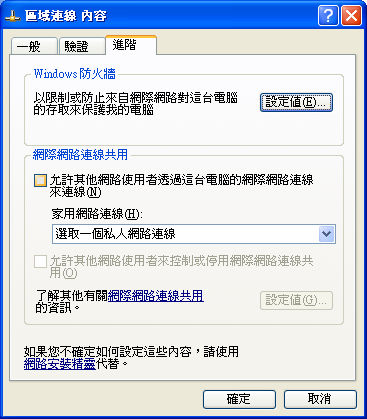 區域連線 內容
一般 驗證 進階
Windows 防火牆
以限制或防止來自網際網路對這台電腦
的存取來保護我的電腦
設定值(E)...
網際網路連線共用
允許其他網路使用者透過這台電腦的網際網路連線
來連線(N)
家用網路連線(H):
選取一個私人網路連線
允許其他網路使用者來控制或停用網際網路連線共
用(O)
了解其他有關網際網路連線共用
的資訊。
設定值(G)...
如果您不確定如何設定這些內容，請使用
網路安裝精靈代替。
確定 取消